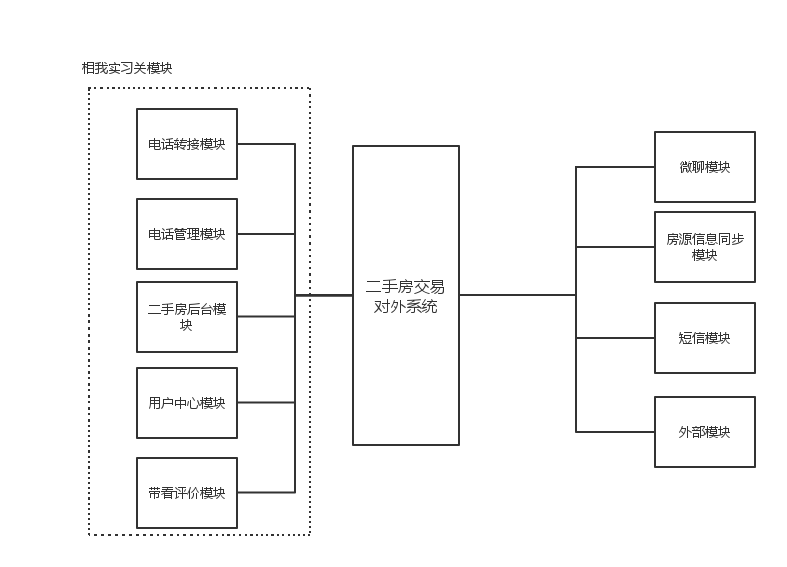 相我实习关模块
电话转接模块
电话管理模块
二手房后台模
块
用户中心模块
带看评价模块
二手房交易
对外系统
微聊模块
房源信息同步
模块
短信模块
外部模块